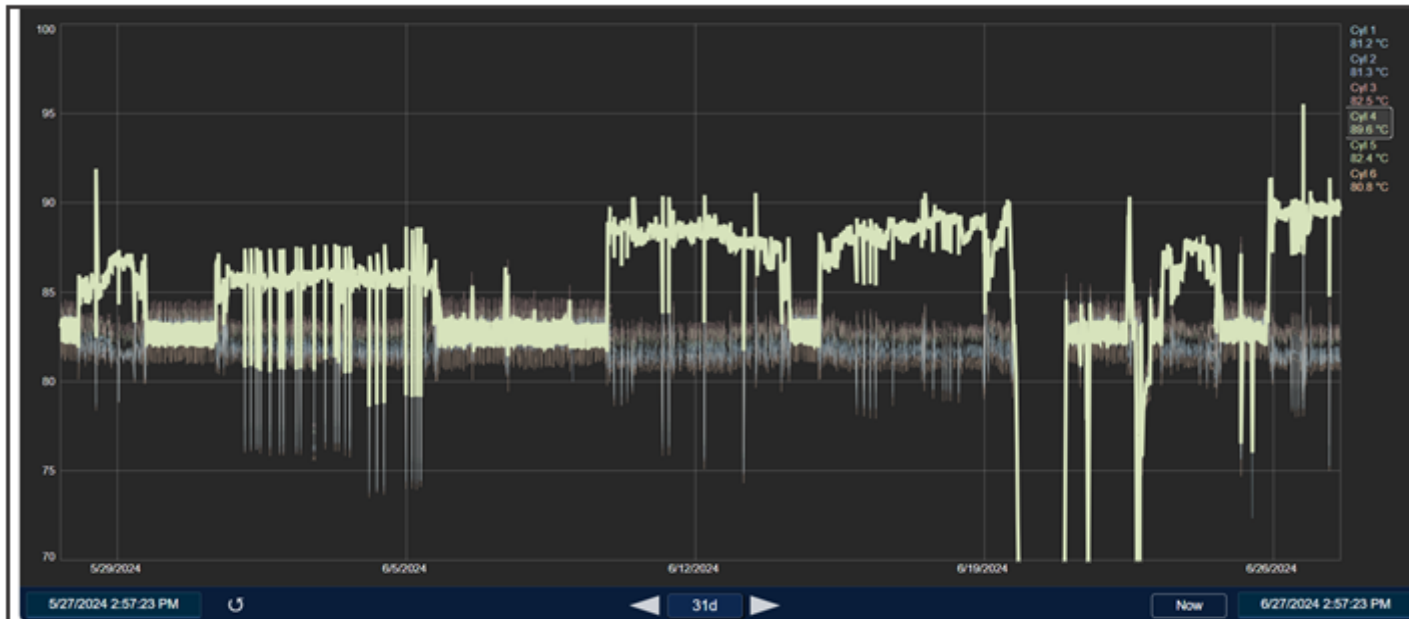 100
95
90
85
80
75
70
5/29/2024
6/5/2024
6/12/2024
6/19/2024
6/26/2024
Cyl 1
81.2 °C
Cyl 2
81.3 °C
Cyl 3
82.5 °C
Cyl 4
89.6 °C
Cyl 5
82.4 °C
Cyl 6
80.8 °C
5/27/2024 2:57:23 PM
31d
Now
6/27/2024 2:57:23 PM